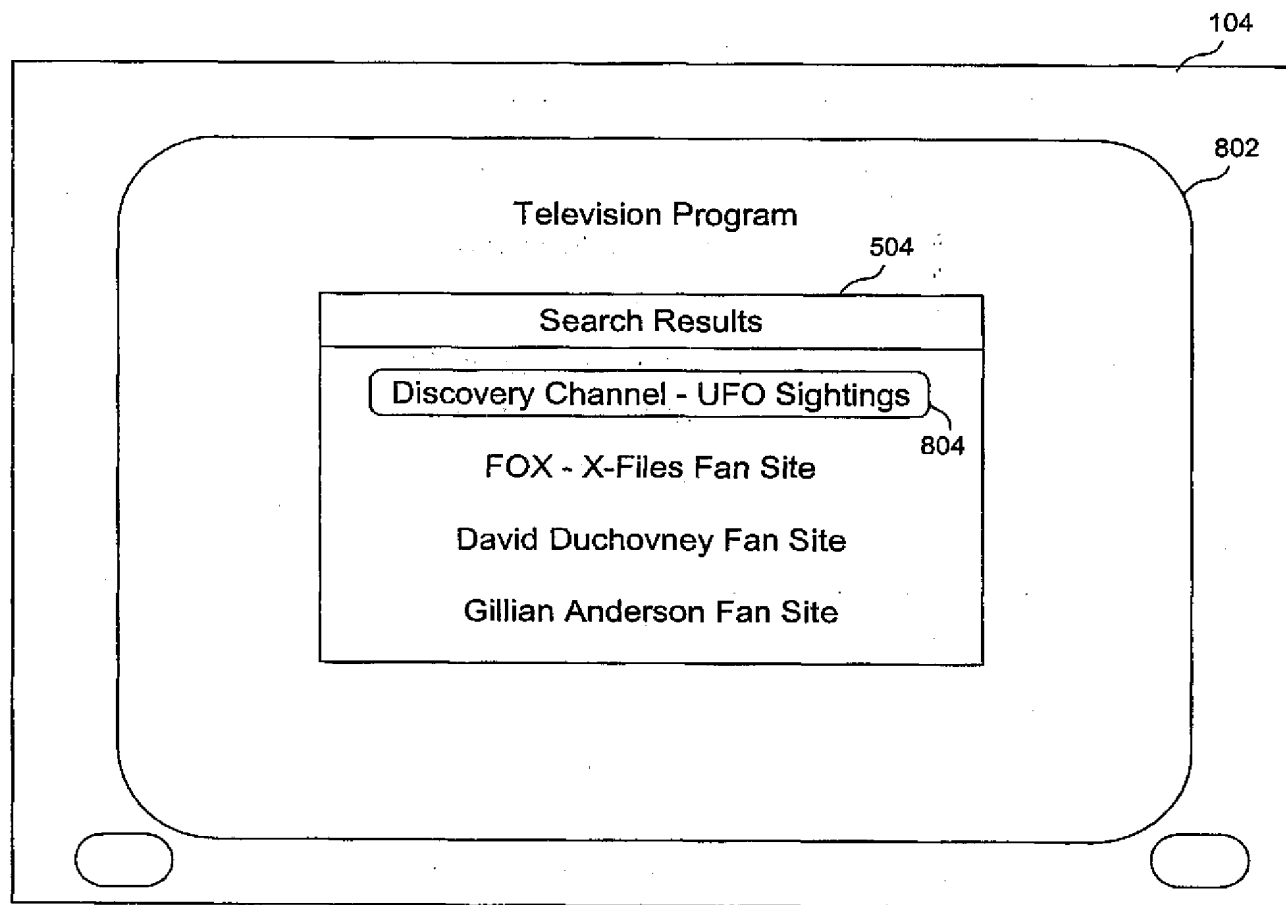 104
802
Television Program
504
Search Results
Discovery Channel - UFO Sightings
804
FOX - X-Files Fan Site
David Duchovney Fan Site
Gillian Anderson Fan Site